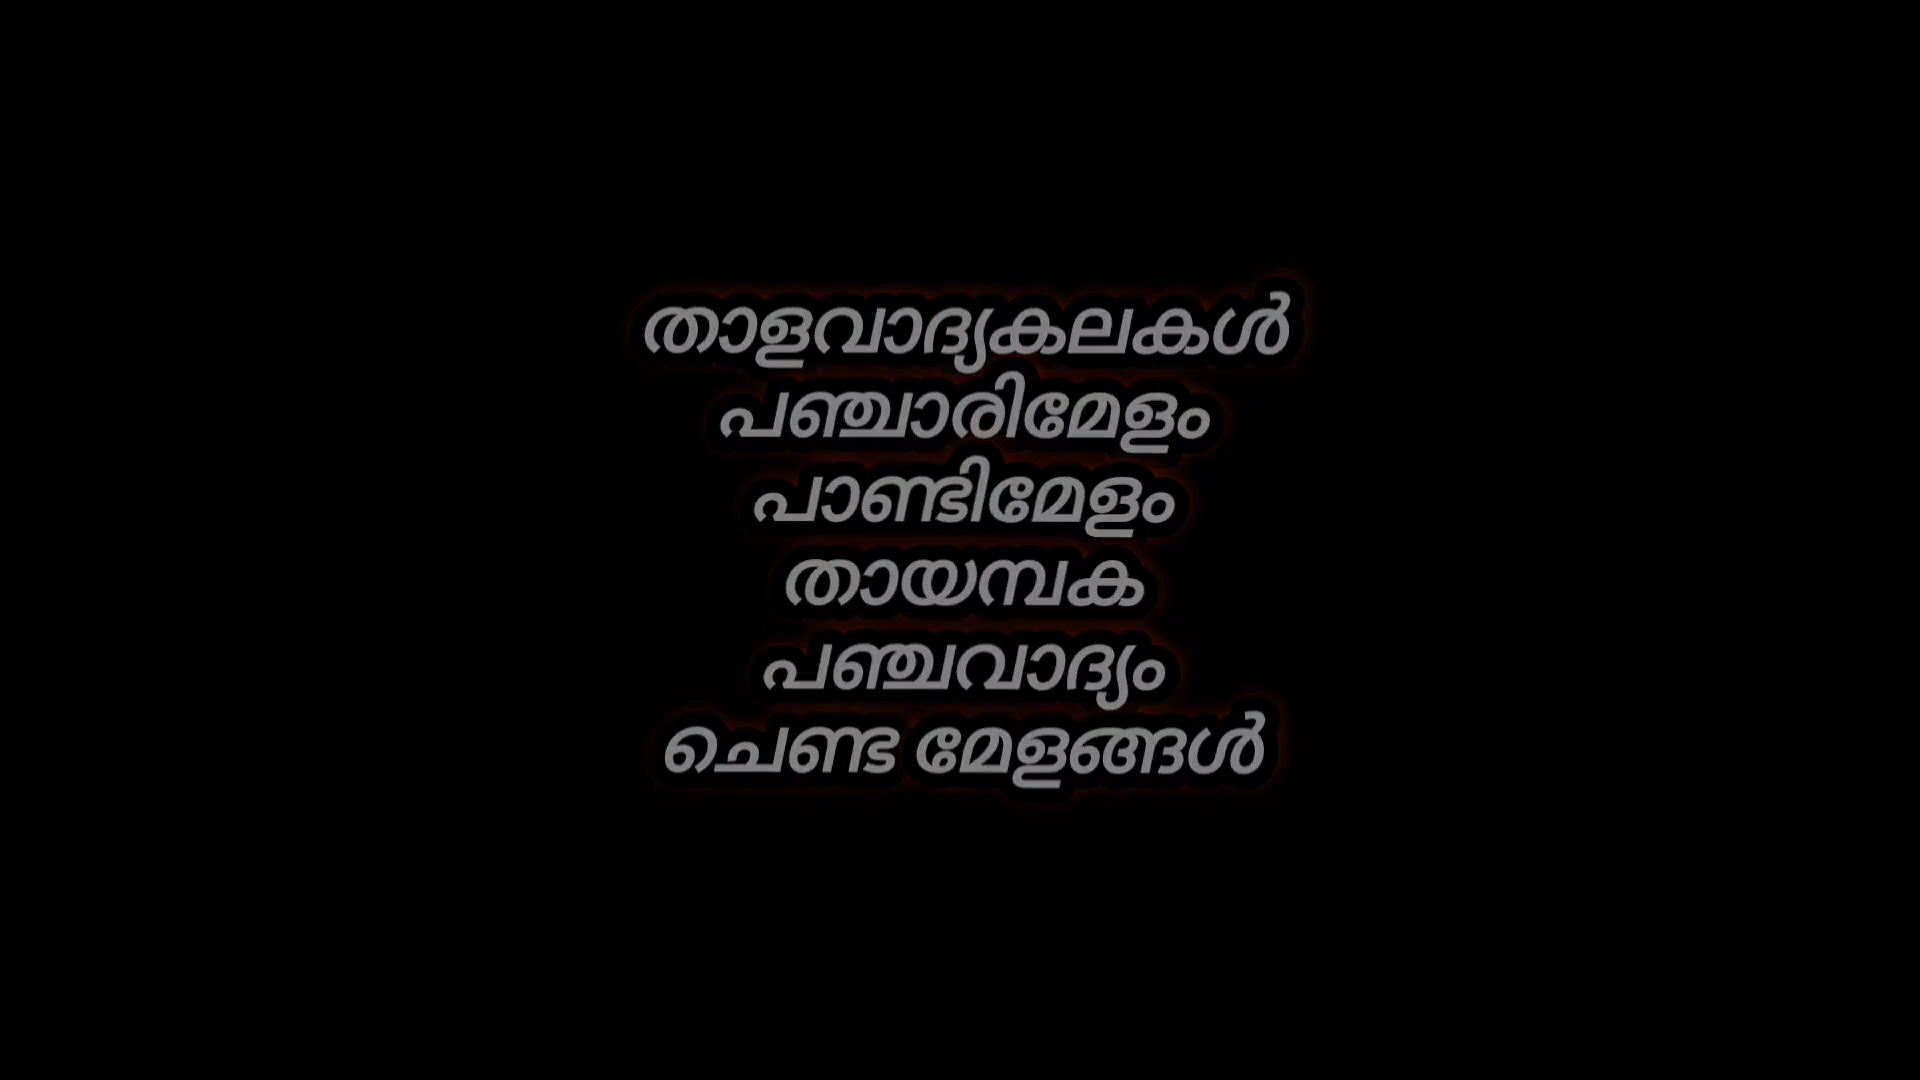 താളവാദ്യകലകൾ
പഞ്ചാരിമേളം
പാണ്ടിമേളം
തായമ്പക
പഞ്ചവാദ്യം
ചെണ്ട മേളങ്ങൾ